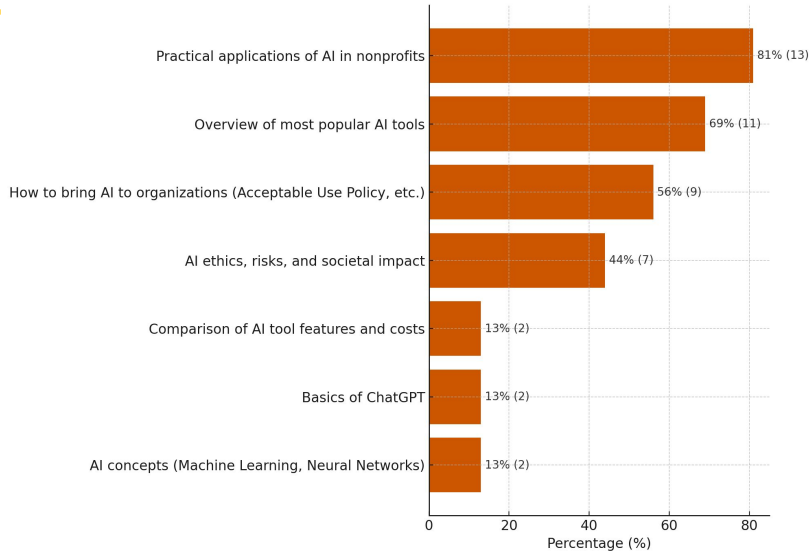 Practical applications of AI in nonprofits 81% (13)
Overview of most popular AI tools 69% (11)
How to bring AI to organizations (Acceptable Use Policy, etc.) 56% (9)
AI ethics, risks, and societal impact 44% (7)
Comparison of AI tool features and costs 13% (2)
Basics of ChatGPT 13% (2)
AI concepts (Machine Learning, Neural Networks) 13% (2)
0 20 40 60 80
Percentage (%)